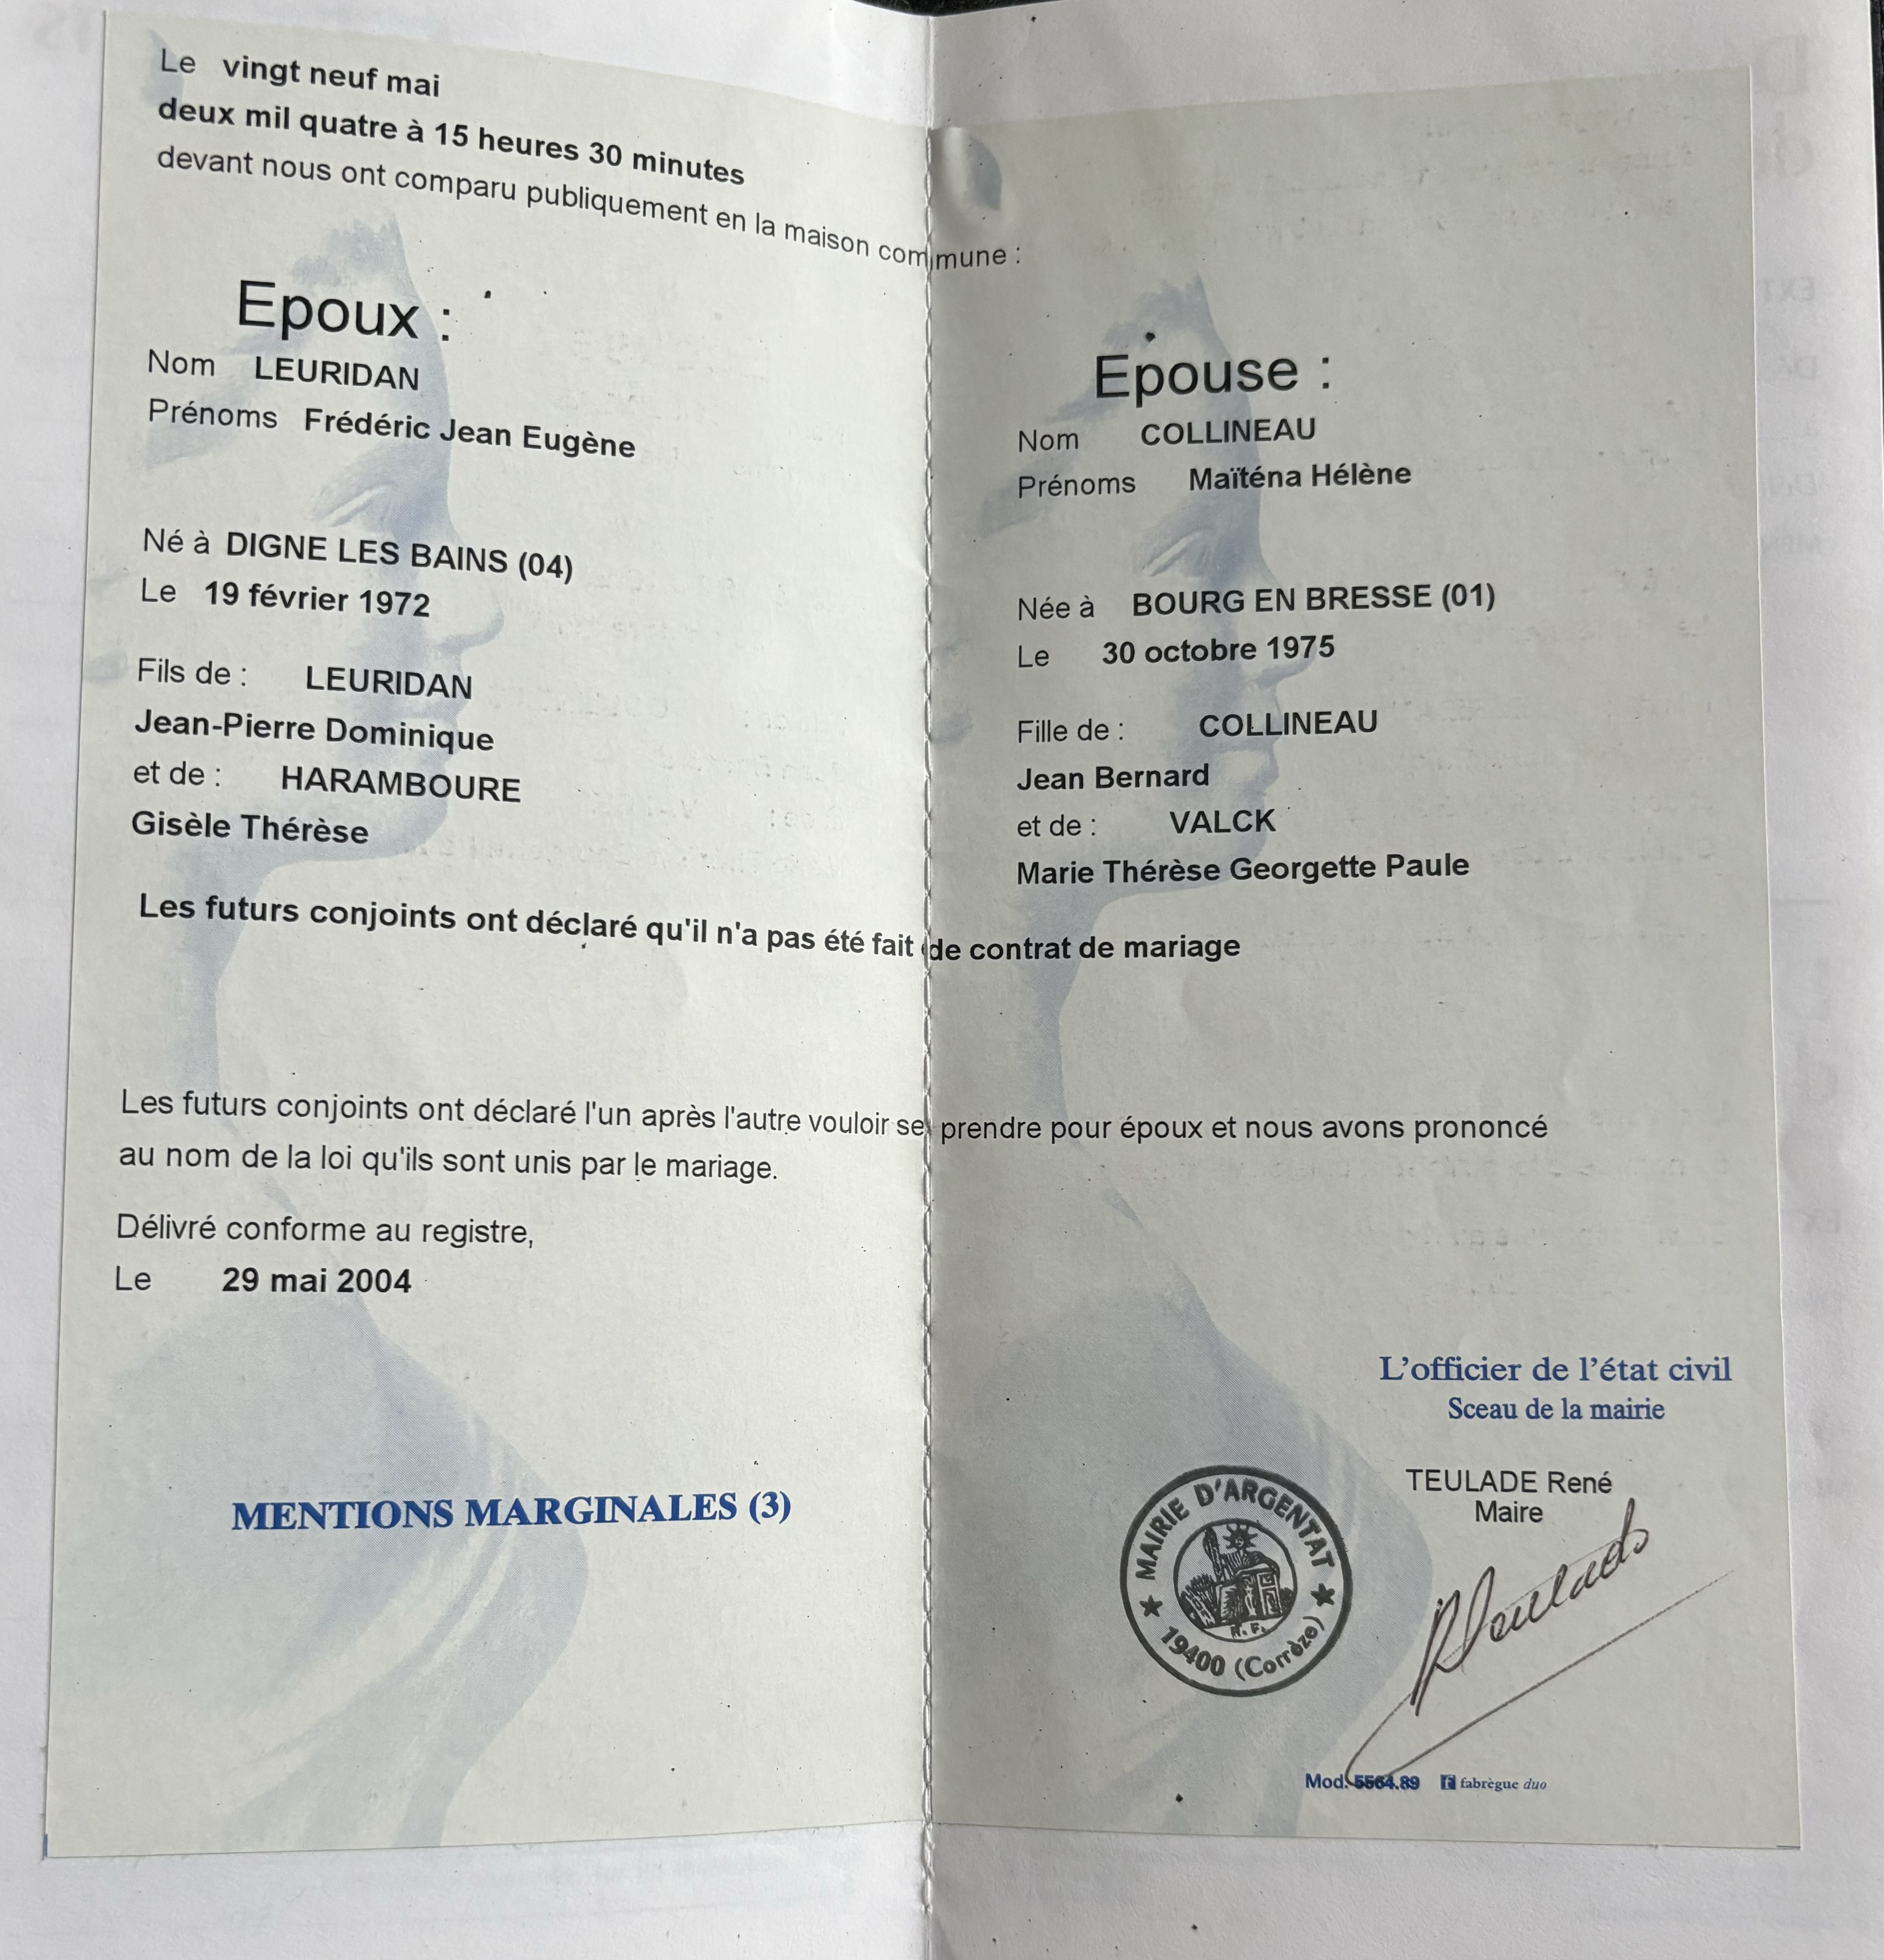 Le vingt neuf mai
deux mil quatre à 15 heures 30 minutes
devant nous ont comparu publiquement en la maison commune :
Epoux :
Nom LEURIDAN
Prénoms Frédéric Jean Eugène
Né à DIGNE LES BAINS (04)
Le 19 février 1972
Fils de : LEURIDAN
Jean-Pierre Dominique
et de : HARAMBOURE
Gisèle Thérèse
Epouse :
Nom COLLINEAU
Prénoms Maïténa Hélène
Née à BOURG EN BRESSE (01)
Le 30 octobre 1975
Fille de : COLLINEAU
Jean Bernard
et de : VALCK
Marie Thérèse Georgette Paule
Les futurs conjoints ont déclaré qu'il n'a pas été fait de contrat de mariage
Les futurs conjoints ont déclaré l'un après l'autre vouloir se prendre pour époux et nous avons prononcé
au nom de la loi qu'ils sont unis par le mariage.
Délivré conforme au registre,
Le 29 mai 2004
L'officier de l'état civil
Sceau de la mairie
TEULADE René
Maire
MENTIONS MARGINALES (3)
MAIRIE D'ARGENTAT
R. F.
19400 (Corrèze)
Mod. 5564.89 fabrègue duo